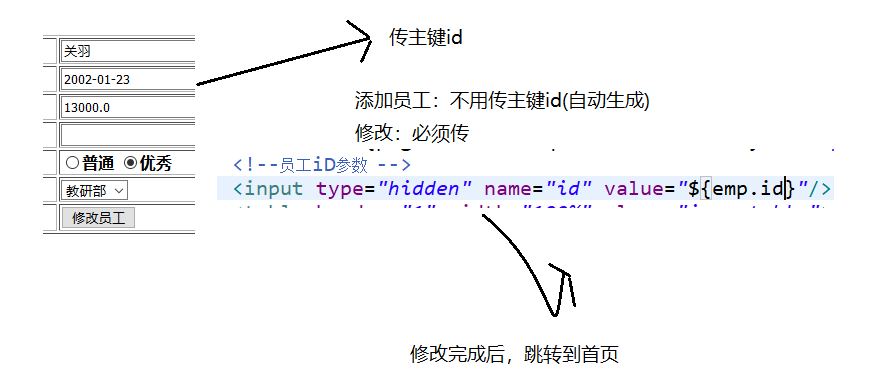 传主键id
关羽
2002-01-23
13000.0
添加员工：不用传主键id(自动生成)
修改：必须传
普通 优秀
教研部
修改员工
<!--员工iD参数 -->
<input type="hidden" name="id" value="${emp.id}"/>
修改完成后，跳转到首页